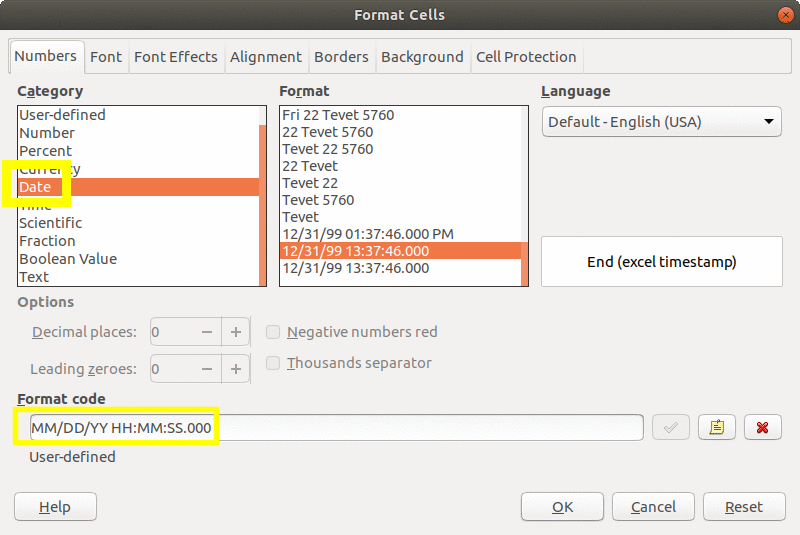 Format Cells
Numbers Font Font Effects Alignment Borders Background Cell Protection
Category
User-defined
Number
Percent
Currency
Date
Time
Scientific
Fraction
Boolean Value
Text
Format
Fri 22 Tevet 5760
22 Tevet 5760
22 Tevet 5760
22 Tevet
Tevet 22
Tevet 5760
Tevet
12/31/99 01:37:46.000 PM
12/31/99 13:37:46.000
12/31/99 13:37:46.000
Language
Default - English (USA)
End (excel timestamp)
Options
Decimal places: 0
Negative numbers red
Leading zeroes: 0
Thousands separator
Format code
MM/DD/YY HH:MM:SS.000
User-defined
Help OK Cancel Reset